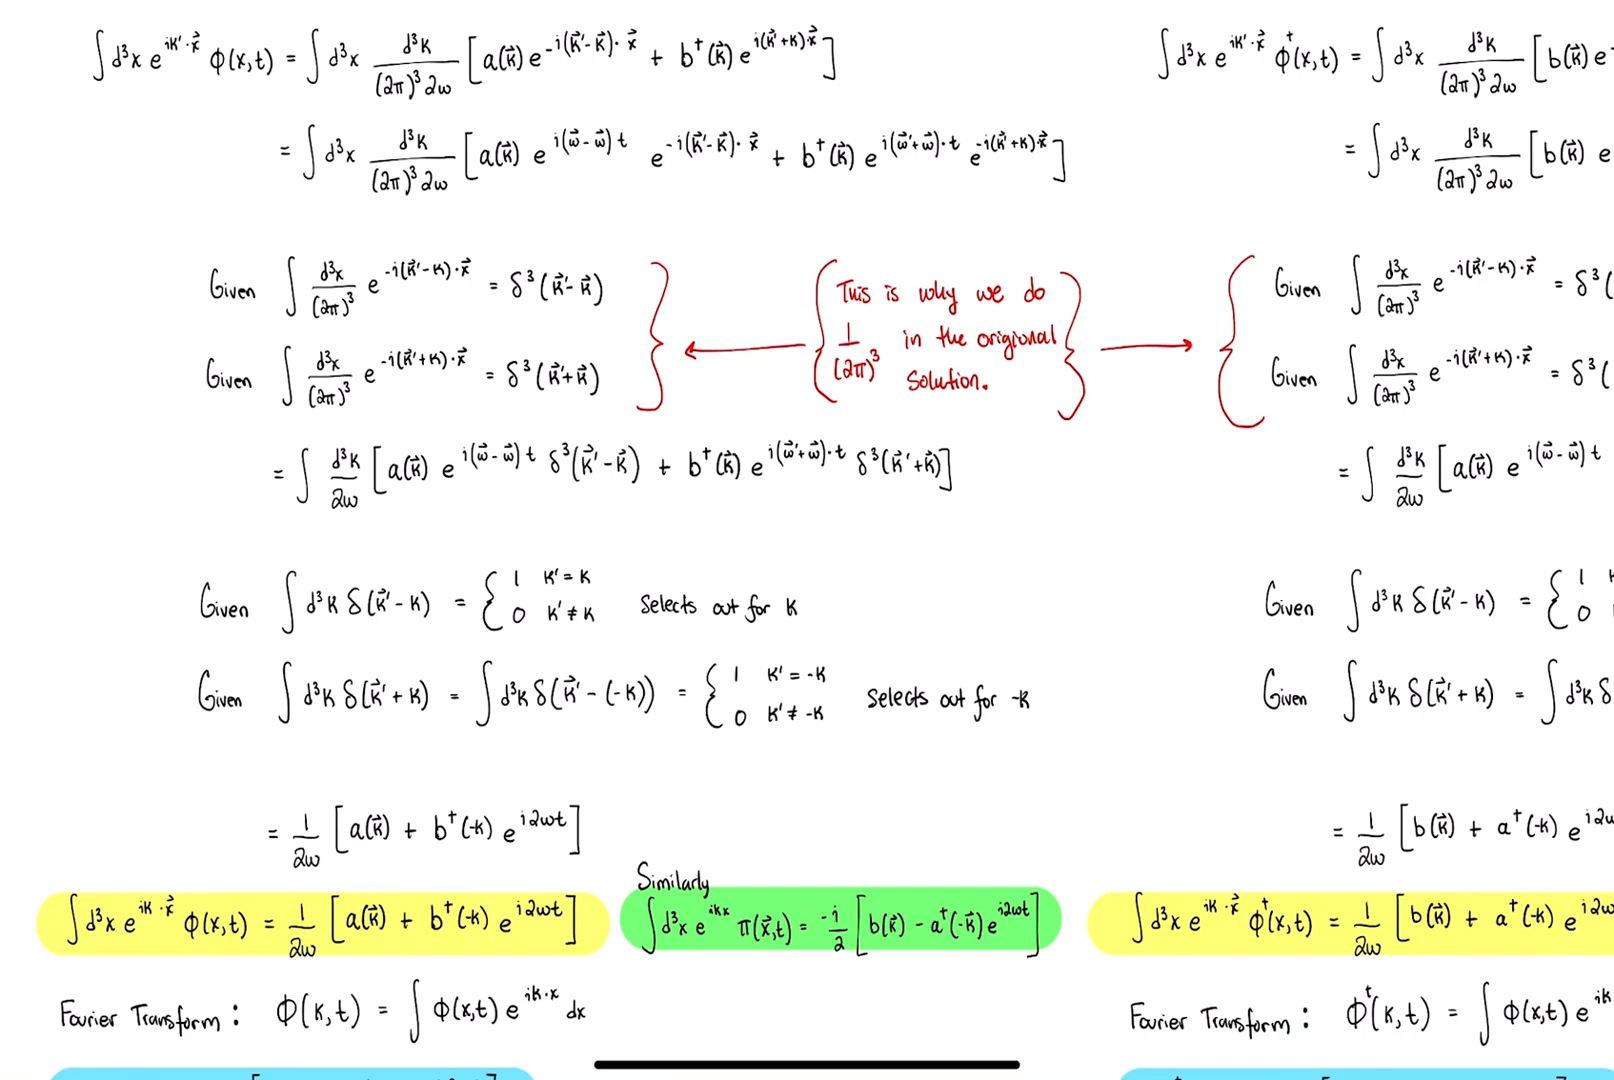 ∫d³x e^{ik'·x⃗} ϕ(x,t) = ∫d³x d³k/(2π)³2ω [a(k⃗)e^{-i(k⃗'-k⃗)·x⃗} + b†(k⃗)e^{i(k⃗'+k)·x⃗}]
= ∫d³x d³k/(2π)³2ω [a(k⃗) e^{i(ω⃗-ω⃗)t} e^{-i(k⃗'-k⃗)·x⃗} + b†(k⃗) e^{i(ω⃗'+ω⃗)·t} e^{-i(k⃗'+k)·x⃗}]
Given ∫ d³x/(2π)³ e^{-i(k⃗'-k)·x⃗} = δ³(k⃗'-k⃗)
Given ∫ d³x/(2π)³ e^{-i(k⃗'+k)·x⃗} = δ³(k⃗'+k⃗)
This is why we do
1/(2π)³ in the origional
solution.
= ∫ d³k/2ω [a(k⃗) e^{i(ω⃗-ω⃗)t} δ³(k⃗'-k⃗) + b†(k⃗) e^{i(ω⃗'+ω⃗)·t} δ³(k⃗'+k⃗)]
Given ∫d³k δ(k⃗'-k) = { 1 k'=k
0 k'≠k selects out for k
Given ∫d³k δ(k⃗'+k) = ∫d³k δ(k⃗'-(-k)) = { 1 k'=-k
0 k'≠-k selects out for -k
= 1/2ω [a(k⃗) + b†(-k) e^{i2ωt}]
∫d³x e^{ik·x⃗} ϕ(x,t) = 1/2ω [a(k⃗) + b†(-k) e^{i2ωt}]
Similarly
∫d³x e^{ikx} π(x⃗,t) = -i/2 [b(k⃗) - a†(-k⃗)e^{i2ωt}]
Fourier Transform: ϕ(k,t) = ∫ϕ(x,t) e^{ik·x} dx
∫d³x e^{ik'·x⃗} ϕ†(x,t) = ∫d³x d³k/(2π)³2ω [b(k⃗)e
= ∫d³x d³k/(2π)³2ω [b(k⃗) e
Given ∫ d³x/(2π)³ e^{-i(k⃗'-k)·x⃗} = δ³(
Given ∫ d³x/(2π)³ e^{-i(k⃗'+k)·x⃗} = δ³(
= ∫ d³k/2ω [a(k⃗) e^{i(ω⃗-ω⃗)t}
Given ∫d³k δ(k⃗'-k) = { 1
0
Given ∫d³k δ(k⃗'+k) = ∫d³k δ
= 1/2ω [b(k⃗) + a†(-k) e^{i2ω
∫d³x e^{ik·x⃗} ϕ†(x,t) = 1/2ω [b(k⃗) + a†(-k) e^{i2ω
Fourier Transform: ϕ†(k,t) = ∫ϕ(x,t) e^{ik